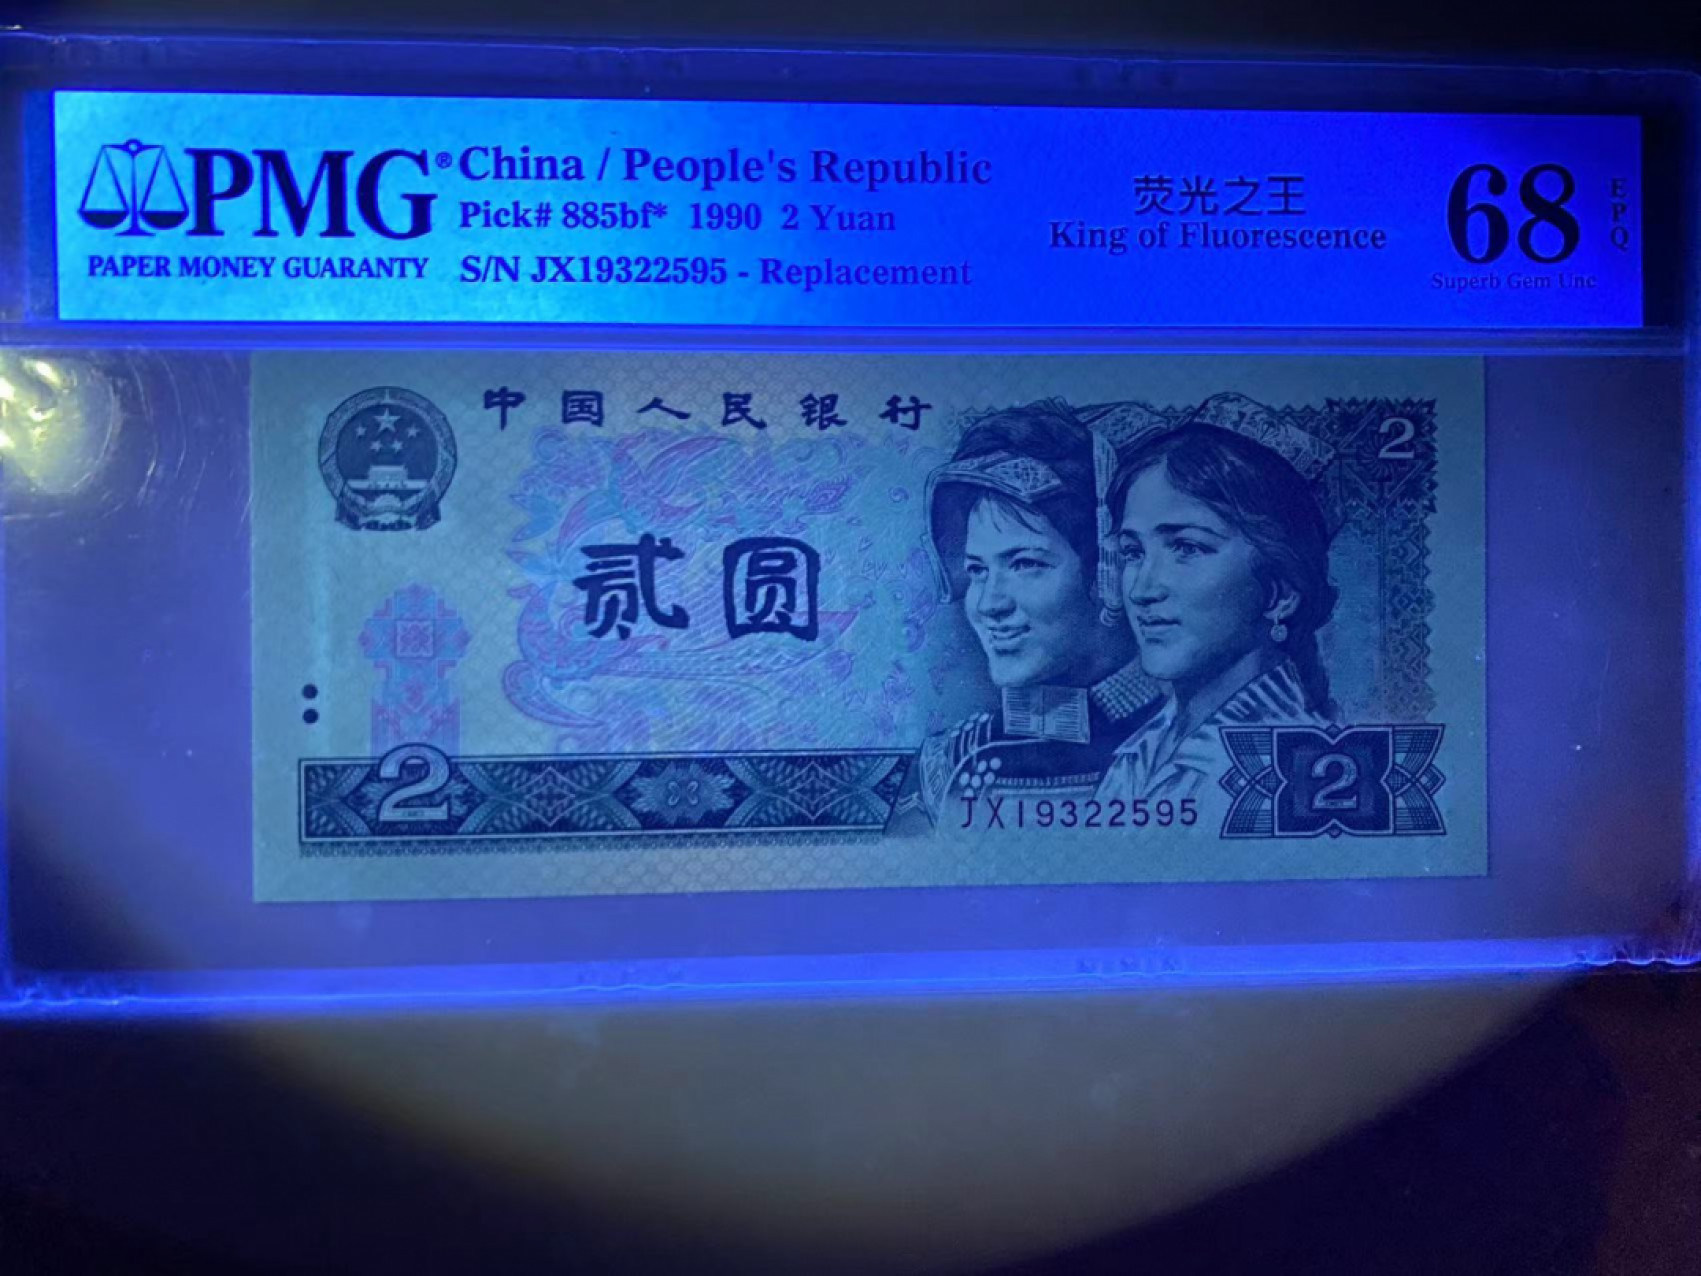 PMG®
PAPER MONEY GUARANTY
China / People's Republic
Pick# 885bf* 1990 2 Yuan
S/N JX19322595 - Replacement
荧光之王
King of Fluorescence
68
EPQ
Superb Gem Unc
中国人民银行
2
贰圆
2
JX19322595
2